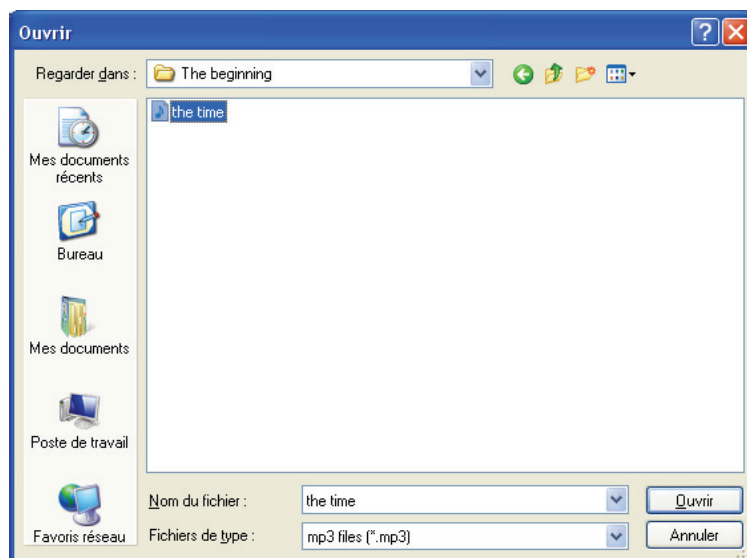 Ouvrir
Regarder dans : The beginning
the time
Mes documents
récents
Bureau
Mes documents
Poste de travail
Favoris réseau
Nom du fichier : the time Ouvrir
Fichiers de type : mp3 files (*.mp3) Annuler